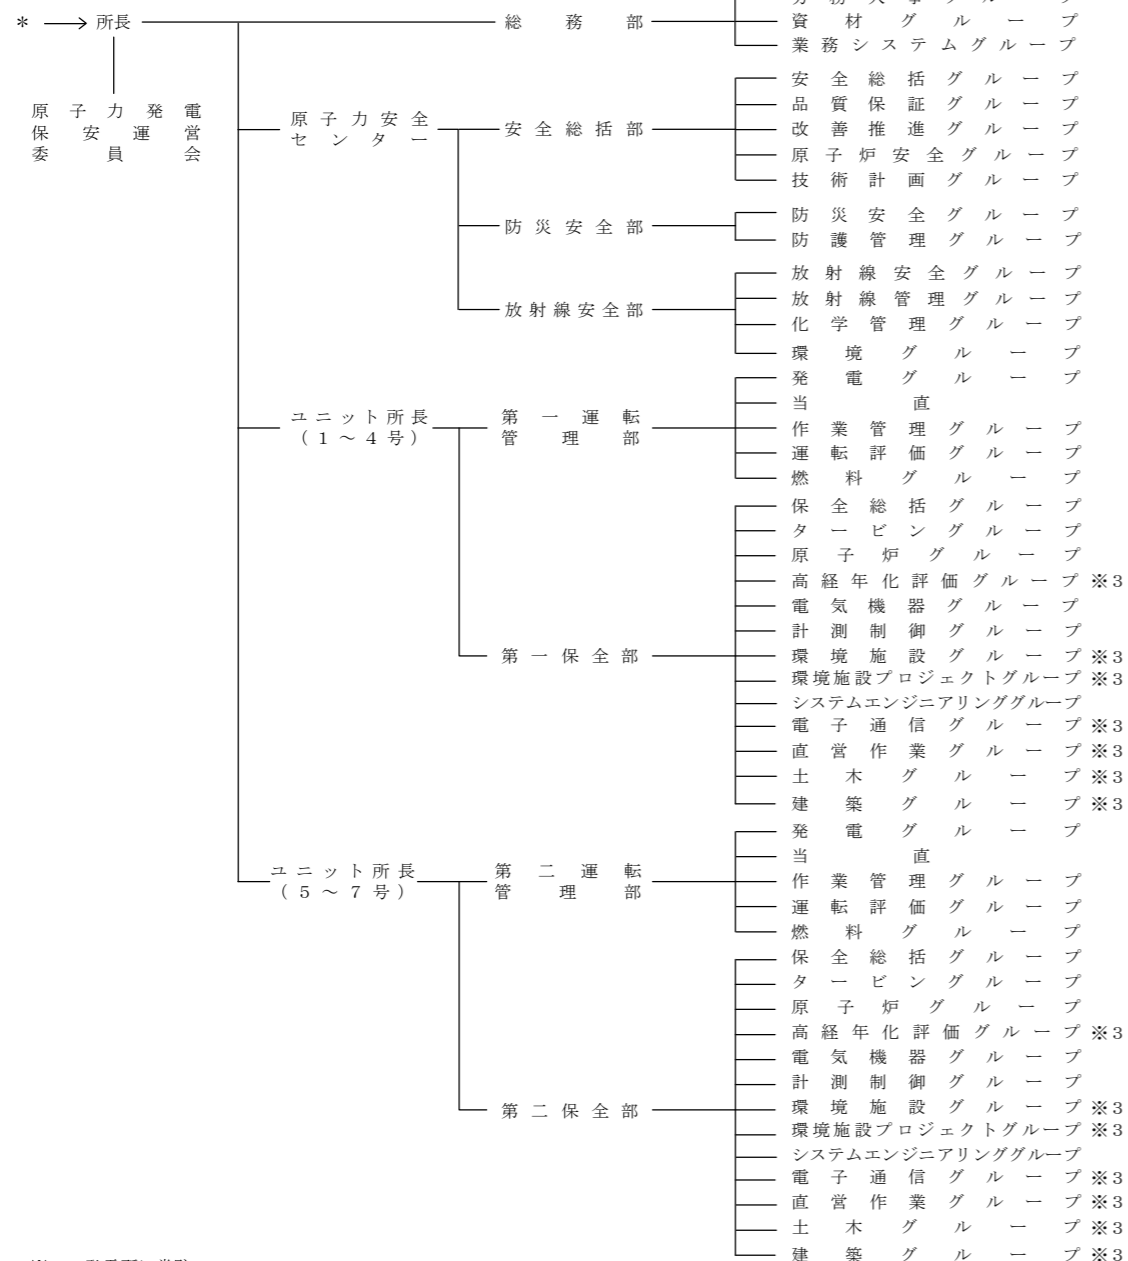 * 所長
総務部
資材グループ
業務システムグループ
原子力発電
保安運営
委員会
原子力安全
センター
安全総括部
安全総括グループ
品質保証グループ
改善推進グループ
原子炉安全グループ
技術計画グループ
防災安全部
防災安全グループ
防護管理グループ
放射線安全部
放射線安全グループ
放射線管理グループ
化学管理グループ
環境グループ
ユニット所長
(1~4号)
第一運転
管理部
発電グループ
当直
作業管理グループ
運転評価グループ
燃料グループ
第一保全部
保全総括グループ
タービングループ
原子炉グループ
高経年化評価グループ※3
電気機器グループ
計測制御グループ
環境施設グループ※3
環境施設プロジェクトグループ※3
システムエンジニアリンググループ
電子通信グループ※3
直営作業グループ※3
土木グループ※3
建築グループ※3
ユニット所長
(5~7号)
第二運転
管理部
発電グループ
当直
作業管理グループ
運転評価グループ
燃料グループ
第二保全部
保全総括グループ
タービングループ
原子炉グループ
高経年化評価グループ※3
電気機器グループ
計測制御グループ
環境施設グループ※3
環境施設プロジェクトグループ※3
システムエンジニアリンググループ
電子通信グループ※3
直営作業グループ※3
土木グループ※3
建築グループ※3